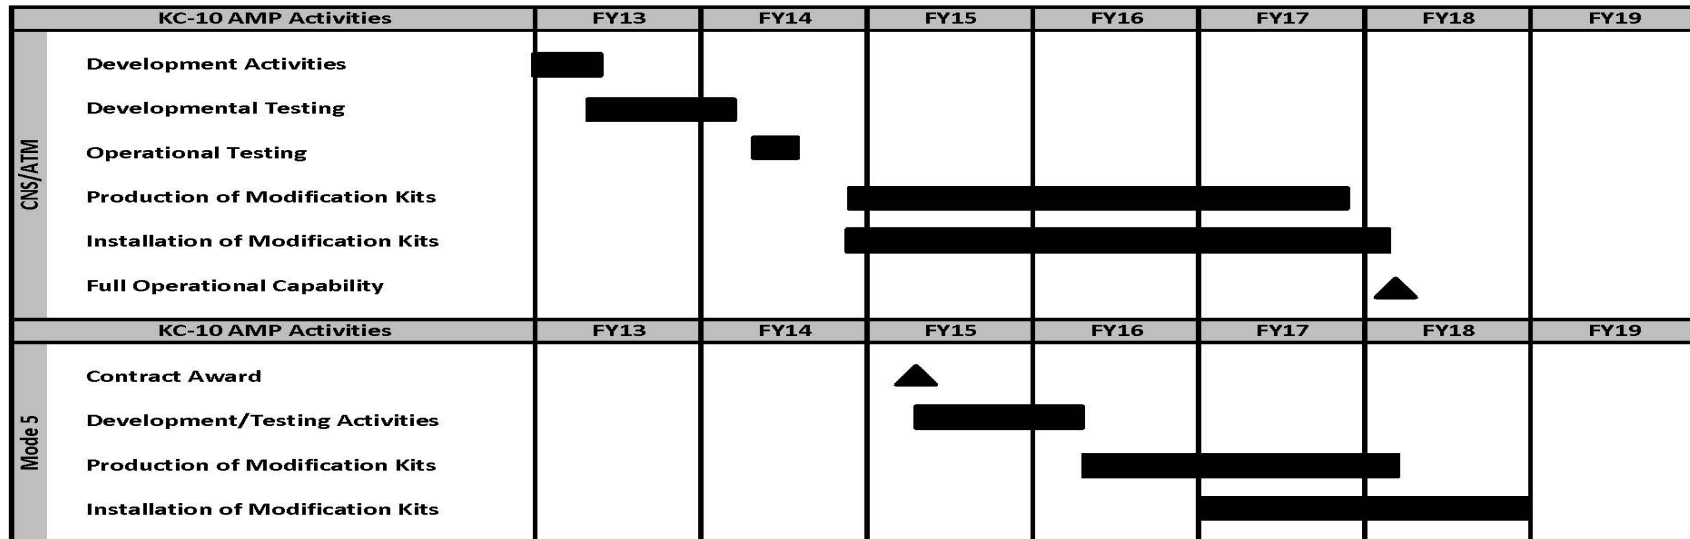 KC-10 AMP Activities FY13 FY14 FY15 FY16 FY17 FY18 FY19
CNS/ATM
Development Activities
Developmental Testing
Operational Testing
Production of Modification Kits
Installation of Modification Kits
Full Operational Capability
KC-10 AMP Activities FY13 FY14 FY15 FY16 FY17 FY18 FY19
Mode 5
Contract Award
Development/Testing Activities
Production of Modification Kits
Installation of Modification Kits